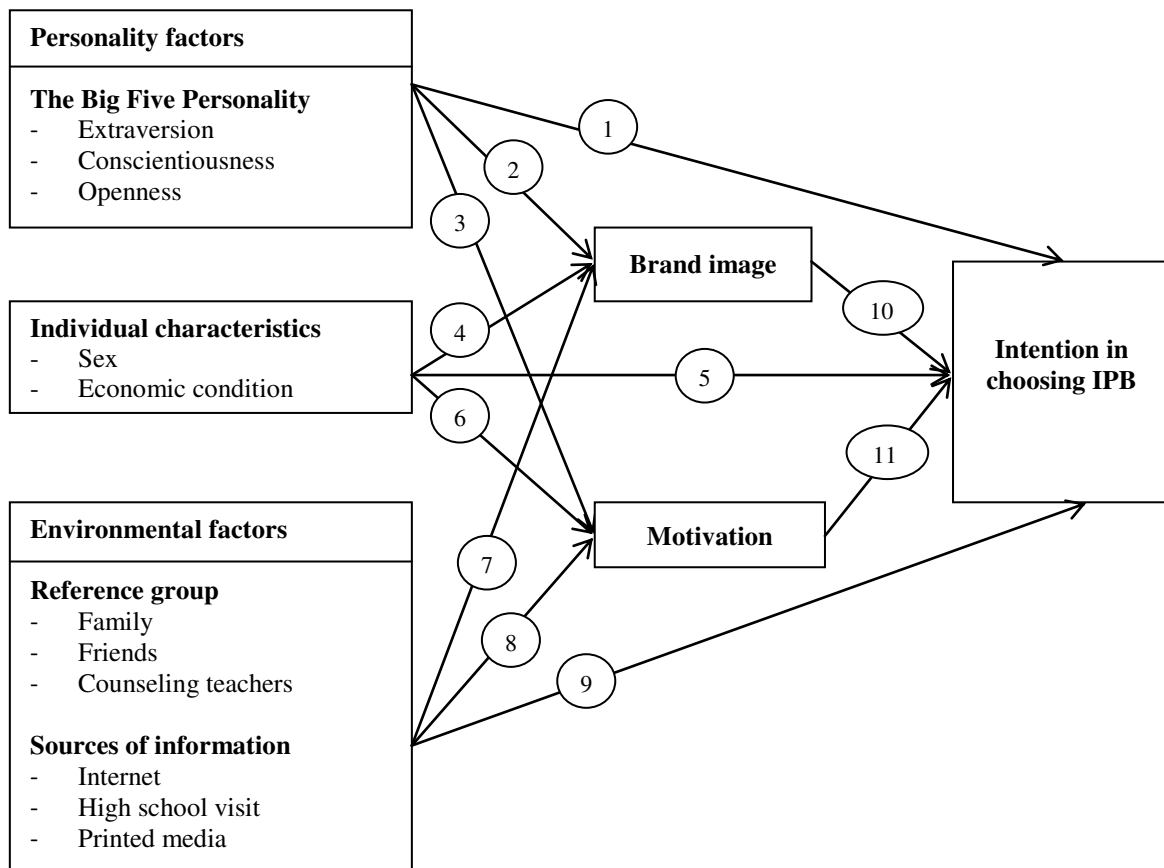 Personality factors
The Big Five Personality
- Extraversion
- Conscientiousness
- Openness
Individual characteristics
- Sex
- Economic condition
Environmental factors
Reference group
- Family
- Friends
- Counseling teachers
Sources of information
- Internet
- High school visit
- Printed media
1
2
3
4
5
6
7
8
9
10
11
Brand image
Motivation
Intention in
choosing IPB